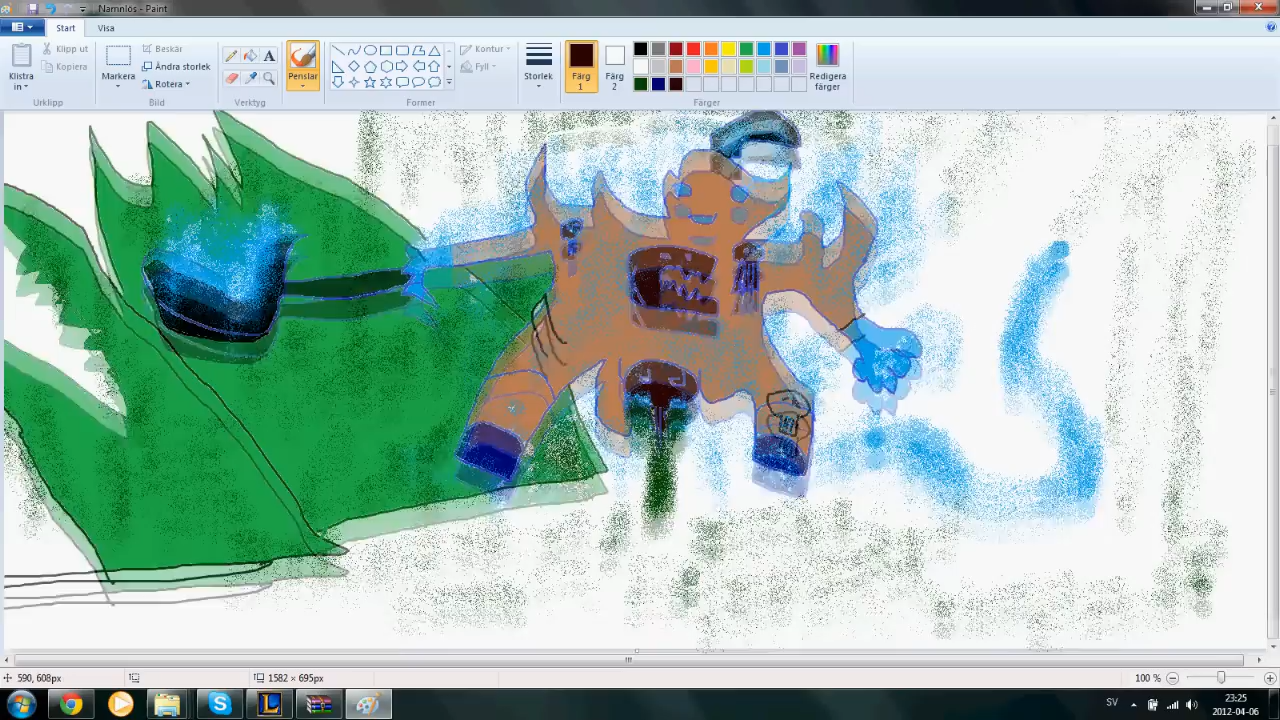 Namnlös - Paint
Start Visa
Klistra in
Klipp ut
Kopiera
Urklipp
Markera
Beskär
Ändra storlek
Rotera
Bild
A
Verktyg
Penslar
Kontur
Fyll
Former
Storlek
Färg 1
Färg 2
Redigera färger
Färger
590, 608px
1582 × 695px
100 %
SV
23:25
2012-04-06